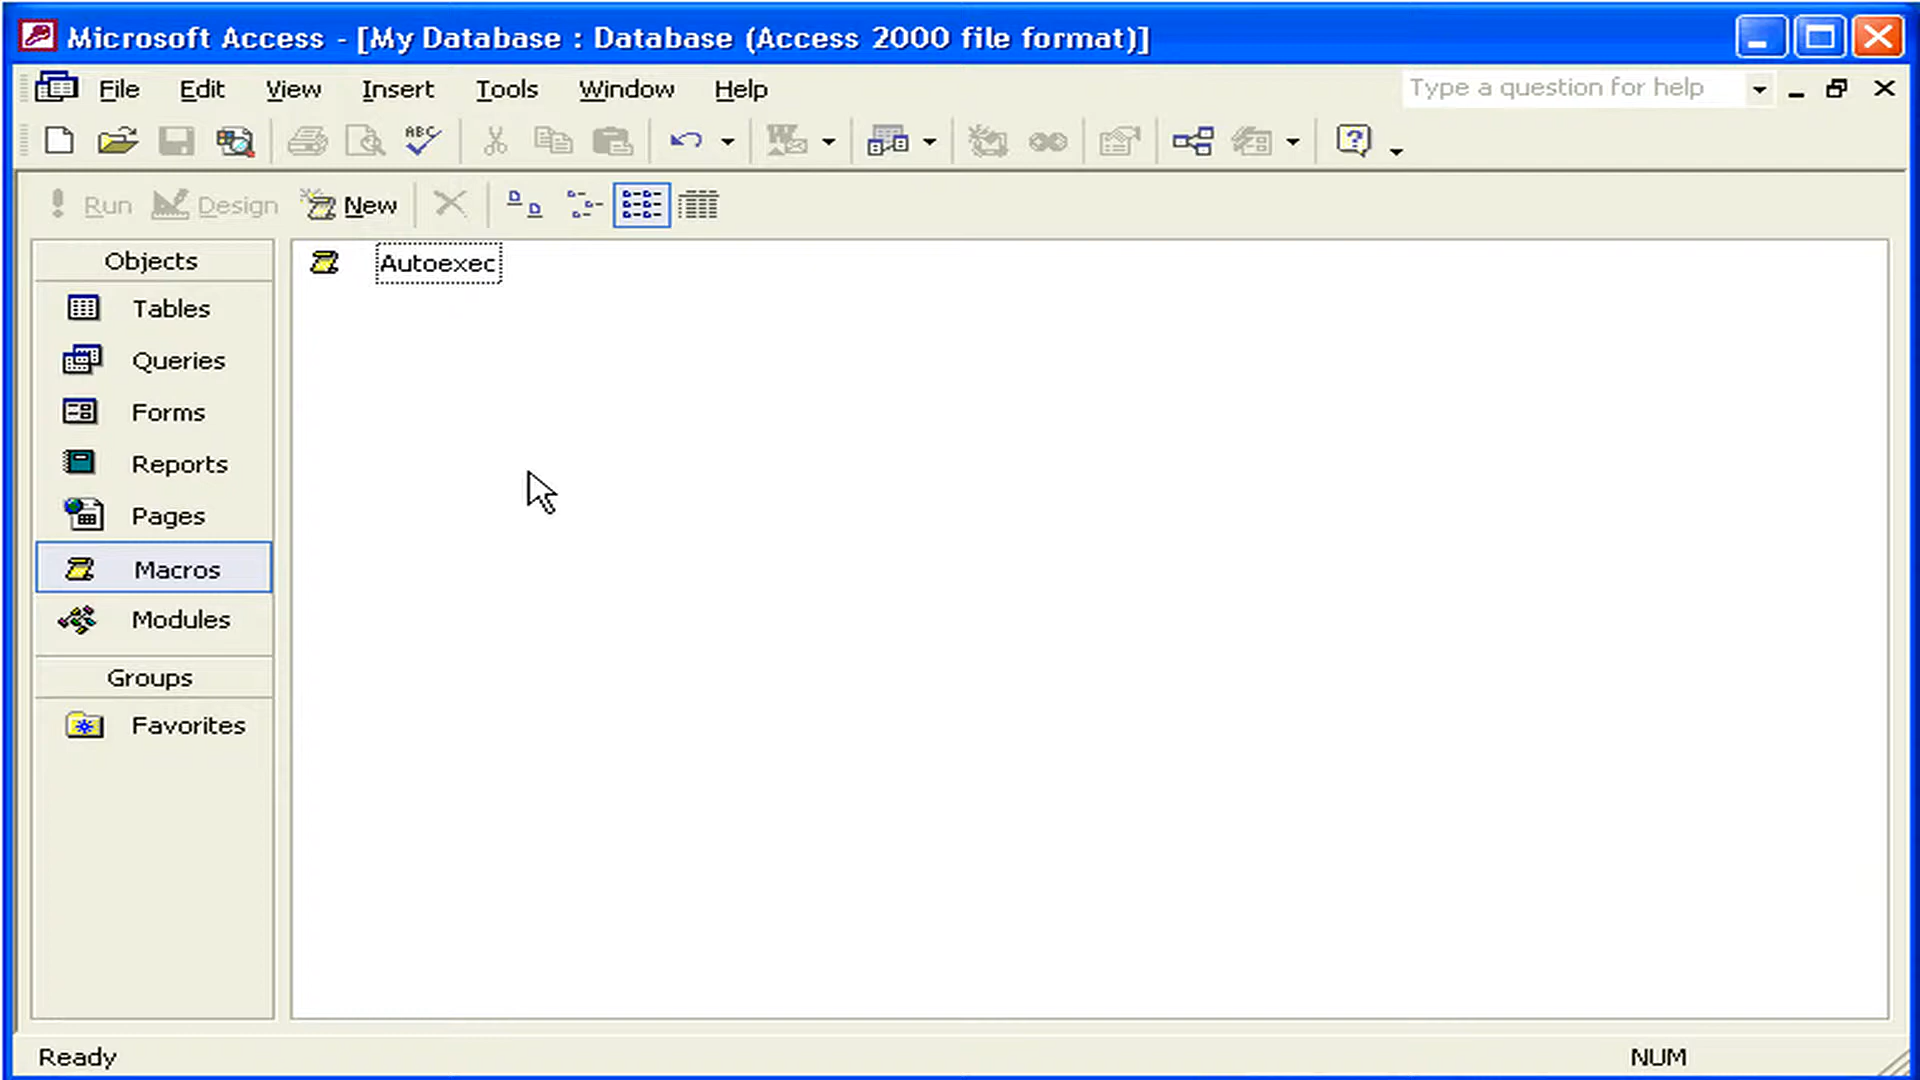 Microsoft Access - [My Database : Database (Access 2000 file format)]
File Edit View Insert Tools Window Help Type a question for help
ABC
Run Design New
Objects
Autoexec
Tables
Queries
Forms
Reports
Pages
Macros
Modules
Groups
Favorites
Ready NUM